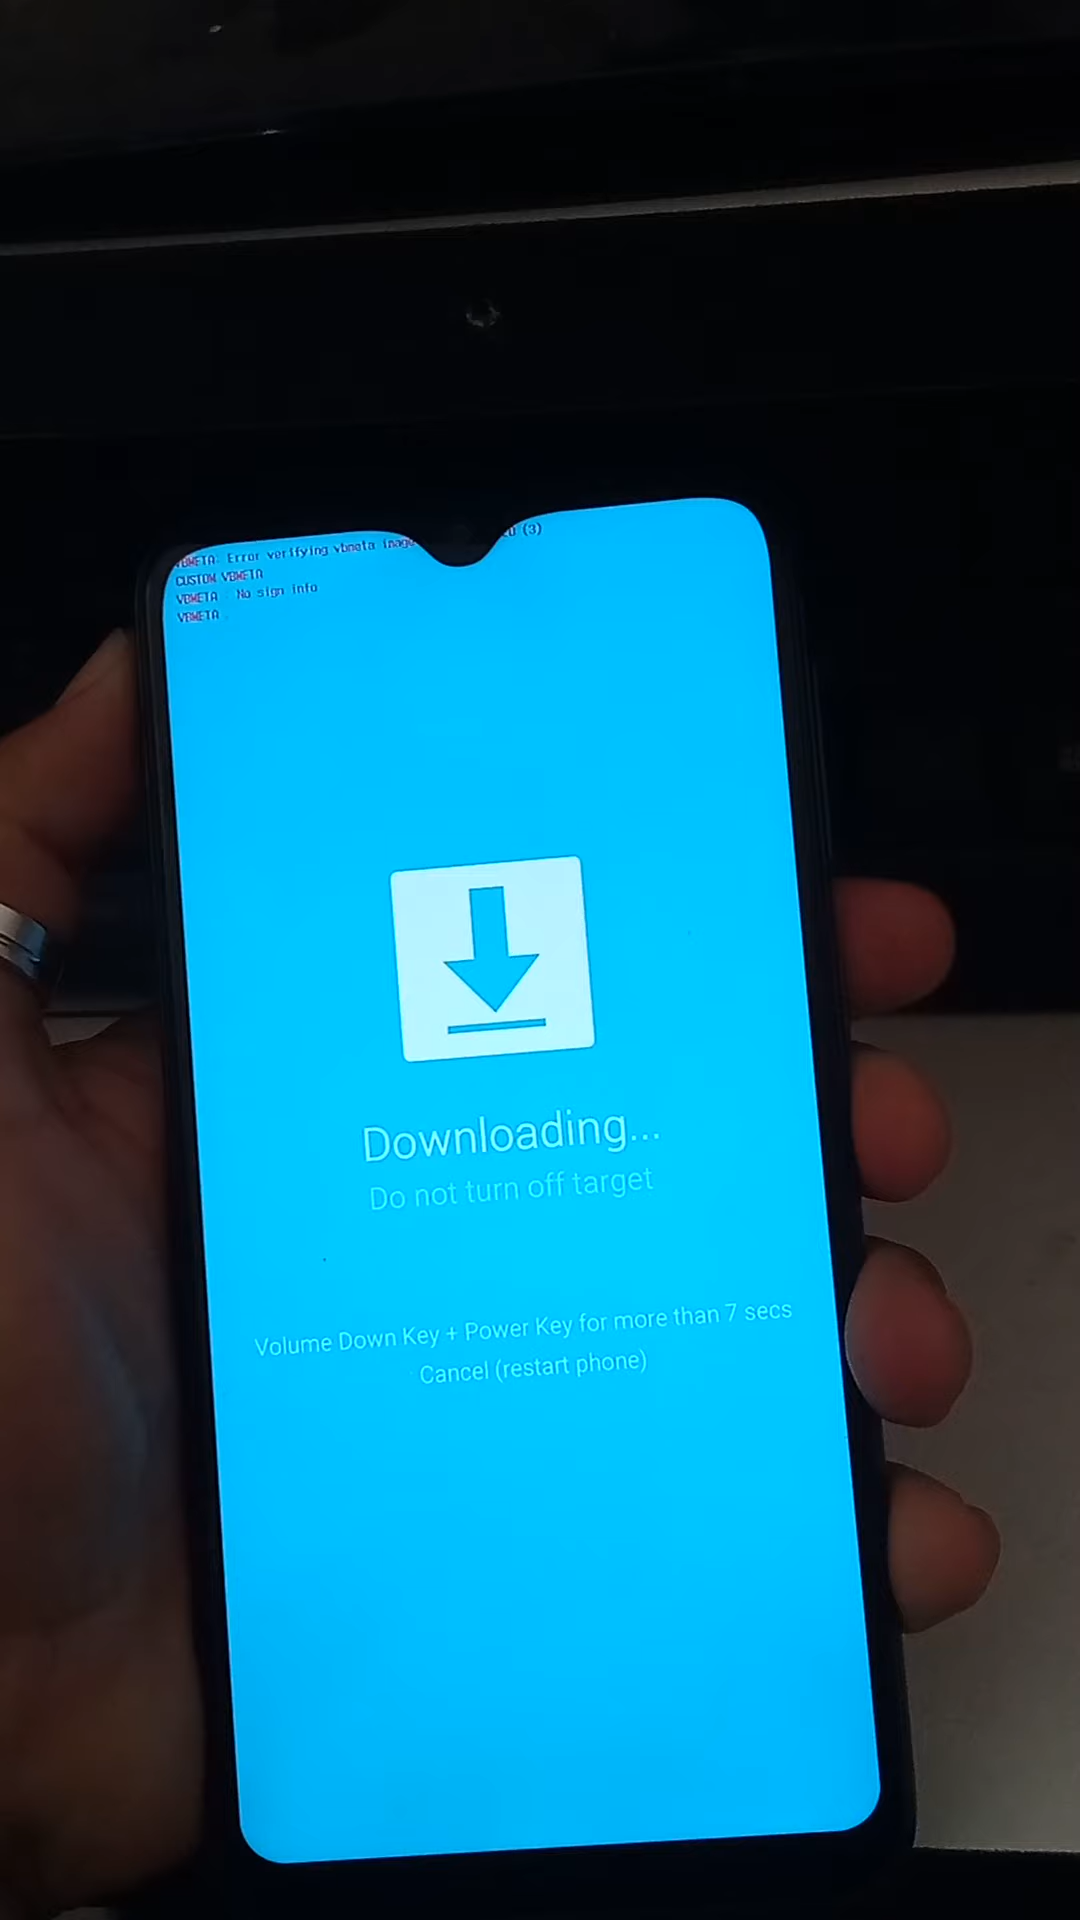 VBMETA: Error verifying vbmeta image (3)
CUSTOM VBMETA
VBMETA : No sign info
VBMETA
Downloading...
Do not turn off target
Volume Down Key + Power Key for more than 7 secs
Cancel (restart phone)